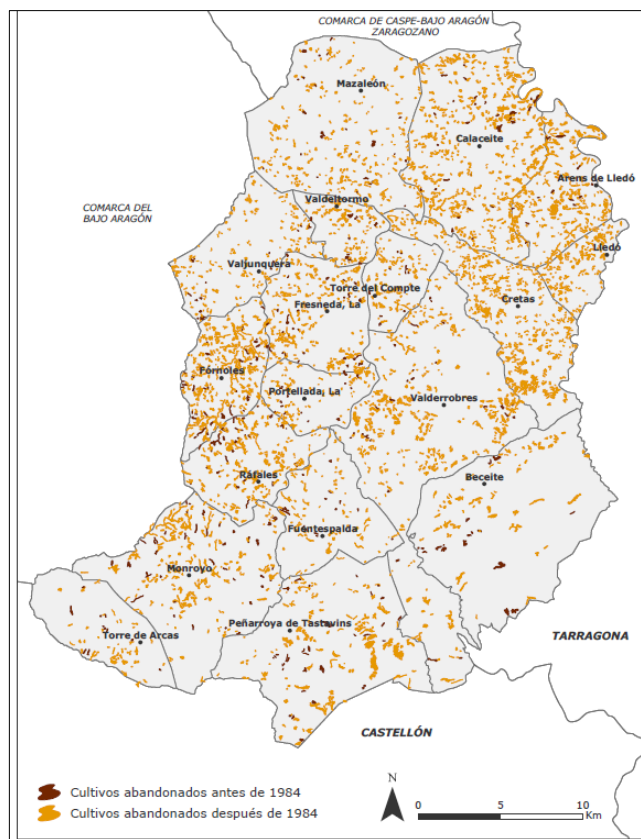 COMARCA DE CASPE-BAJO ARAGÓN
ZARAGOZANO
Mazaleón
Calaceite
Arens de Lledó
COMARCA DEL
BAJO ARAGÓN
Valdeltormo
Lledó
Valjunquera
Torre del Compte
Fresneda, La
Cretas
Fórnoles
Portellada, La
Valderrobres
Ráfales
Beceite
Fuentespalda
Monroyo
Peñarroya de Tastavins
Torre de Arcas
TARRAGONA
CASTELLÓN
Cultivos abandonados antes de 1984
Cultivos abandonados después de 1984
N
0 5 10
Km